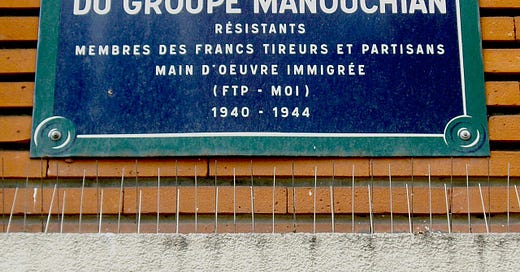 DU GROUPE MANOUCHIAN
RÉSISTANTS
MEMBRES DES FRANCS TIREURS ET PARTISANS
MAIN D'OEUVRE IMMIGRÉE
(FTP - MOI)
1940 - 1944